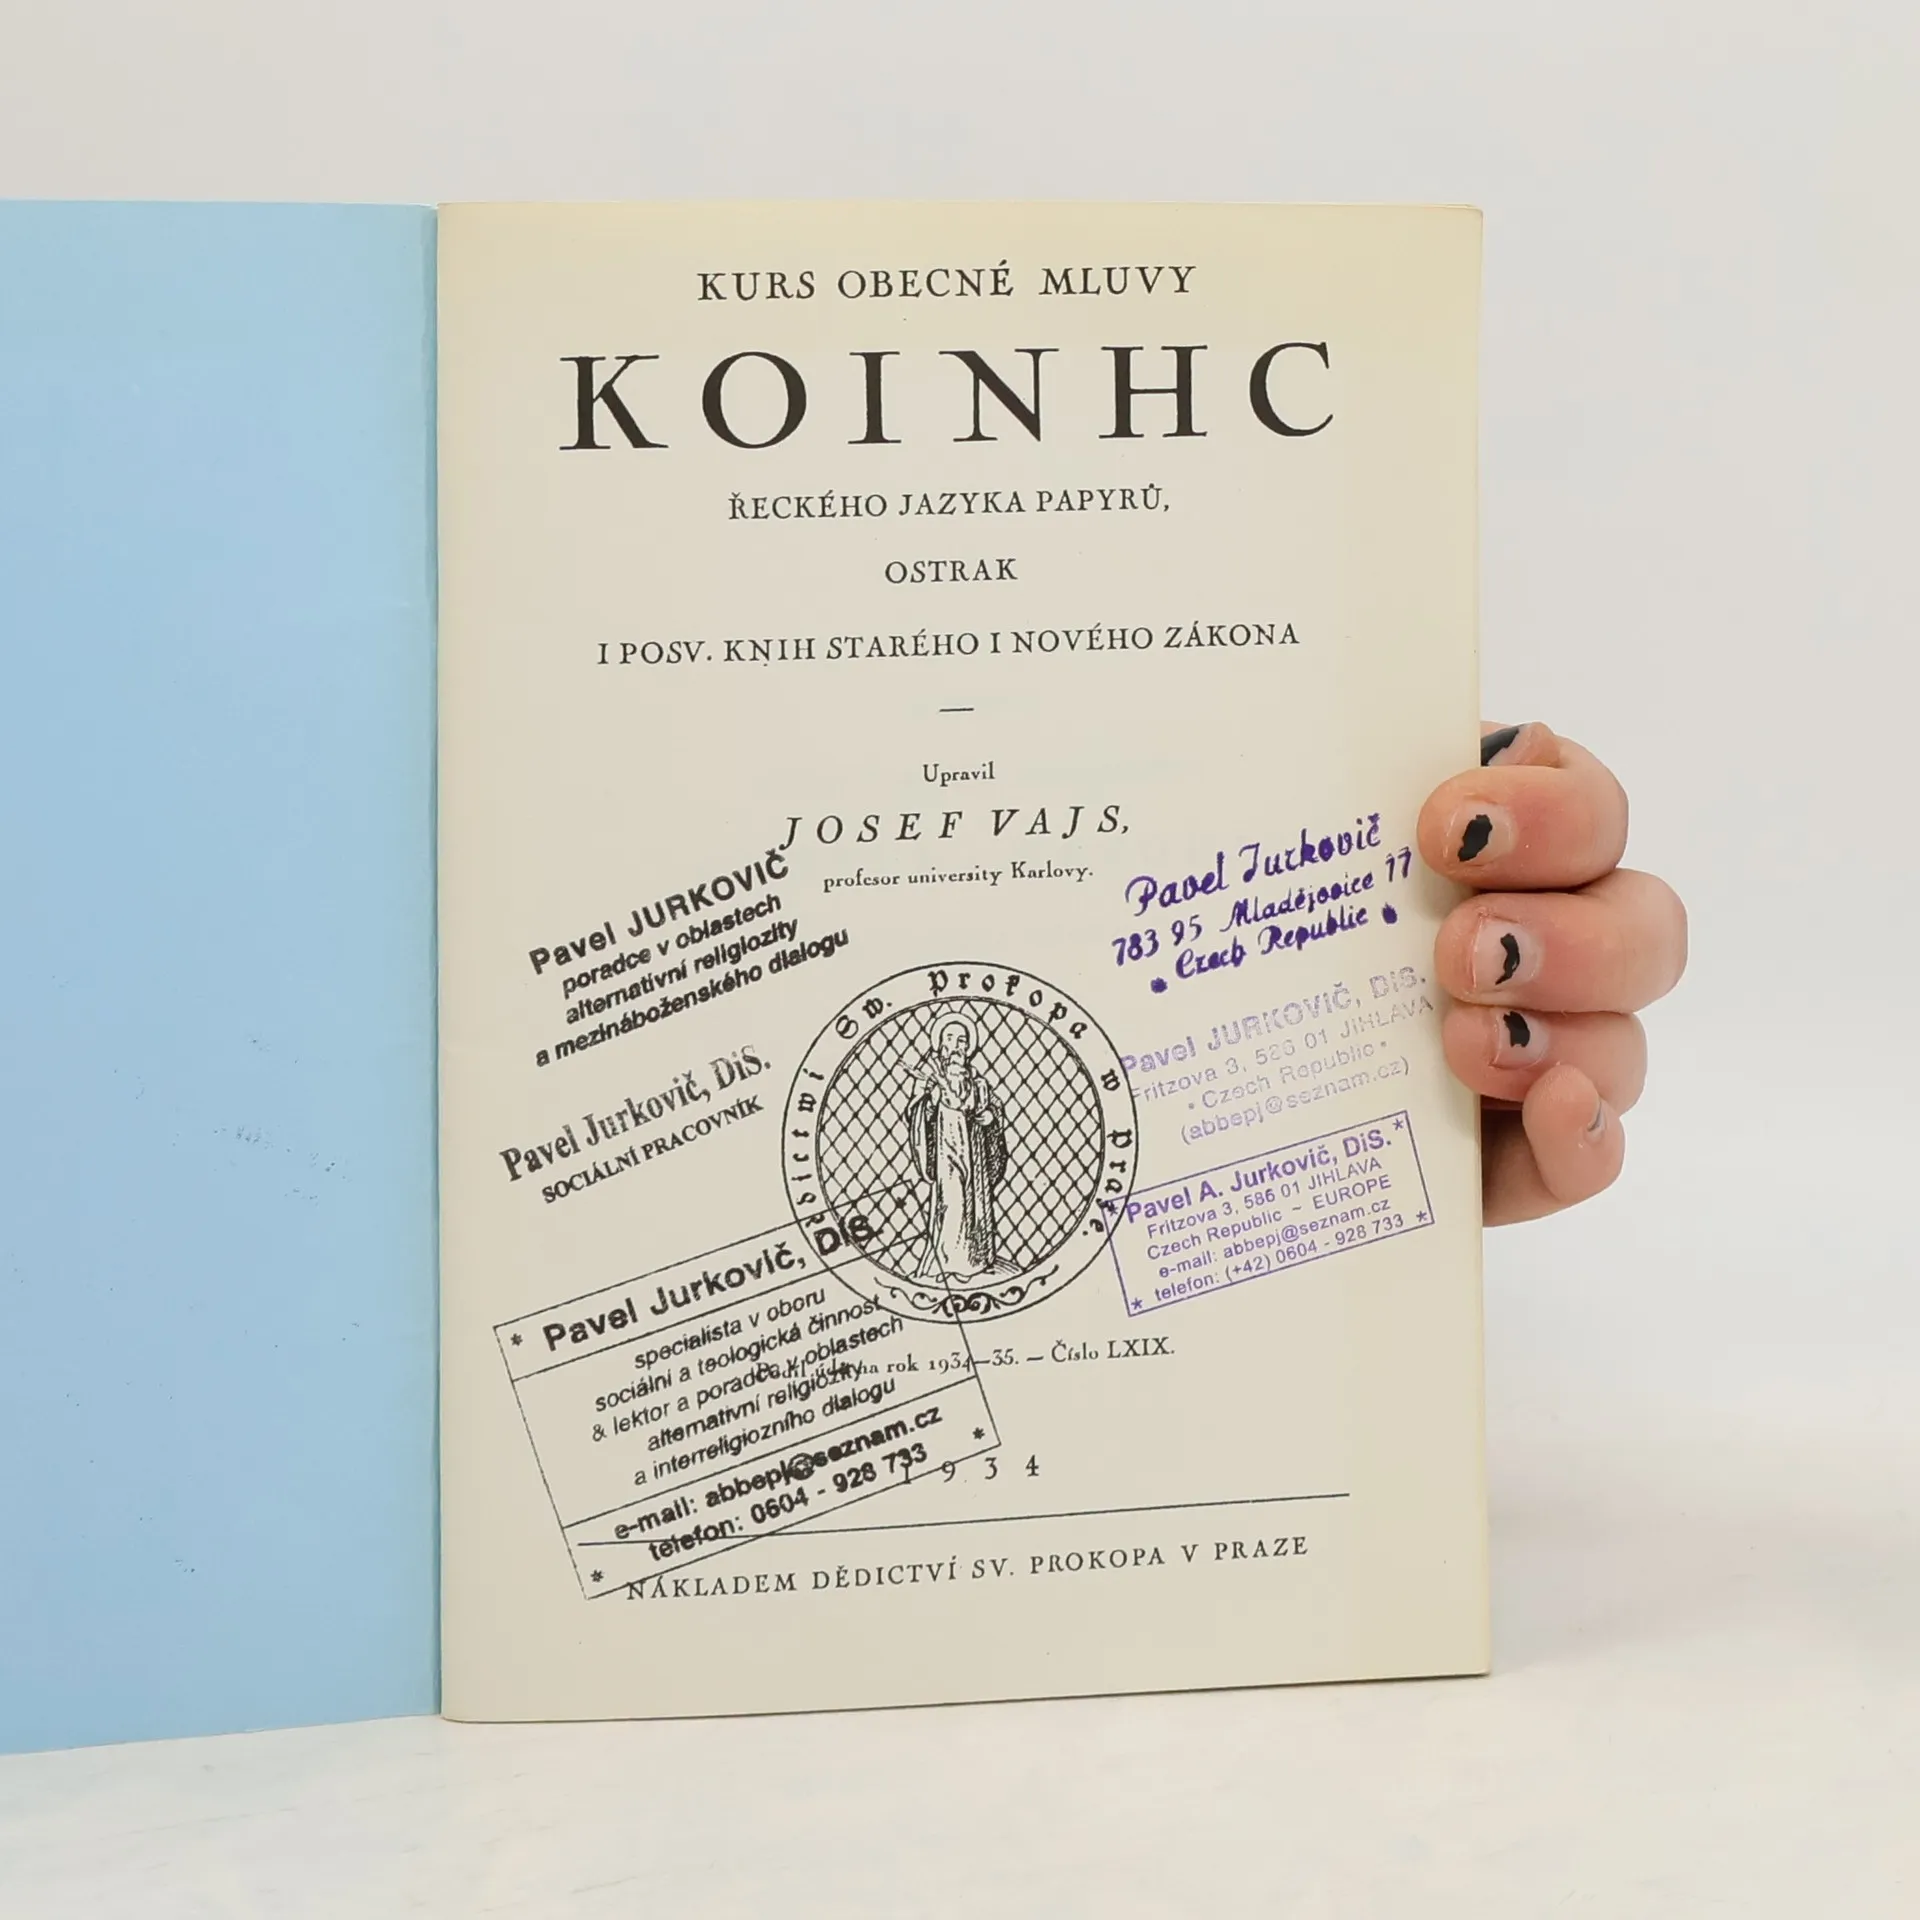 KURS OBECNÉ MLUVY
KOINHC
ŘECKÉHO JAZYKA PAPYRŮ,
OSTRAK
I POSV. KNIH STARÉHO I NOVÉHO ZÁKONA
—
Upravil
JOSEF VAJS,
profesor university Karlovy.
Pavel JURKOVIČ
poradce v oblastech
alternativní religiozity
a mezináboženského dialogu
Pavel Jurkovič
783 95 Mladějovice 77
• Czech Republic •
Pavel JURKOVIČ, DiS.
Fritzova 3, 586 01 JIHLAVA
• Czech Republic •
(abbepj@seznam.cz)
Pavel Jurkovič, DiS.
SOCIÁLNÍ PRACOVNÍK
Dědictwí Sw. Prokopa w Praze.
* Pavel A. Jurkovič, DiS. *
Fritzova 3, 586 01 JIHLAVA
Czech Republic ~ EUROPE
e-mail: abbepj@seznam.cz
* telefon: (+42) 0604 - 928 733 *
* Pavel Jurkovič, DiS. *
specialista v oboru
sociální a teologická činnost
& lektor a poradce v oblastech
alternativní religiozity
a interreligiozního dialogu
e-mail: abbepj@seznam.cz *
* telefon: 0604 - 928 733
na rok 1934—35. — Číslo LXIX.
1934
NÁKLADEM DĚDICTVÍ SV. PROKOPA V PRAZE